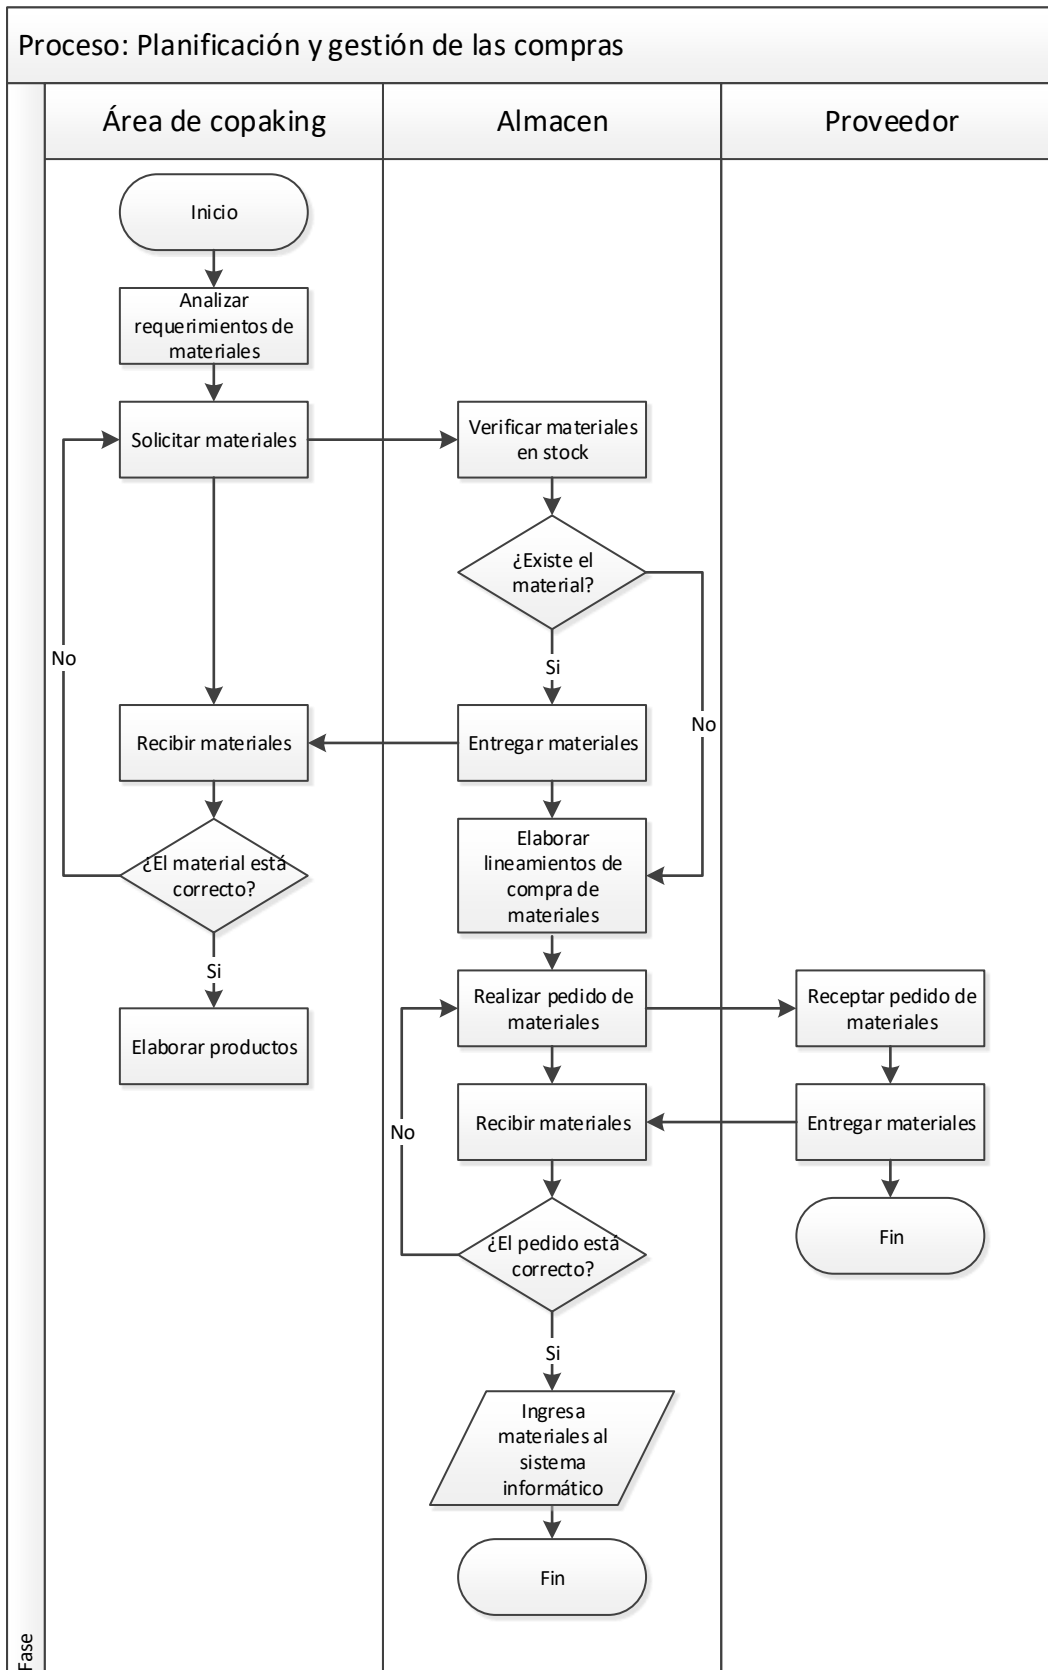 Proceso: Planificación y gestión de las compras
Área de copaking
Almacen
Proveedor
Inicio
Analizar
requerimientos de
materiales
Solicitar materiales
Verificar materiales
en stock
¿Existe el
material?
No
Si
No
Recibir materiales
Entregar materiales
¿El material está
correcto?
Elaborar
lineamientos de
compra de
materiales
Si
Realizar pedido de
materiales
Receptar pedido de
materiales
Elaborar productos
No
Recibir materiales
Entregar materiales
¿El pedido está
correcto?
Fin
Si
Ingresa
materiales al
sistema
informático
Fin
Fase